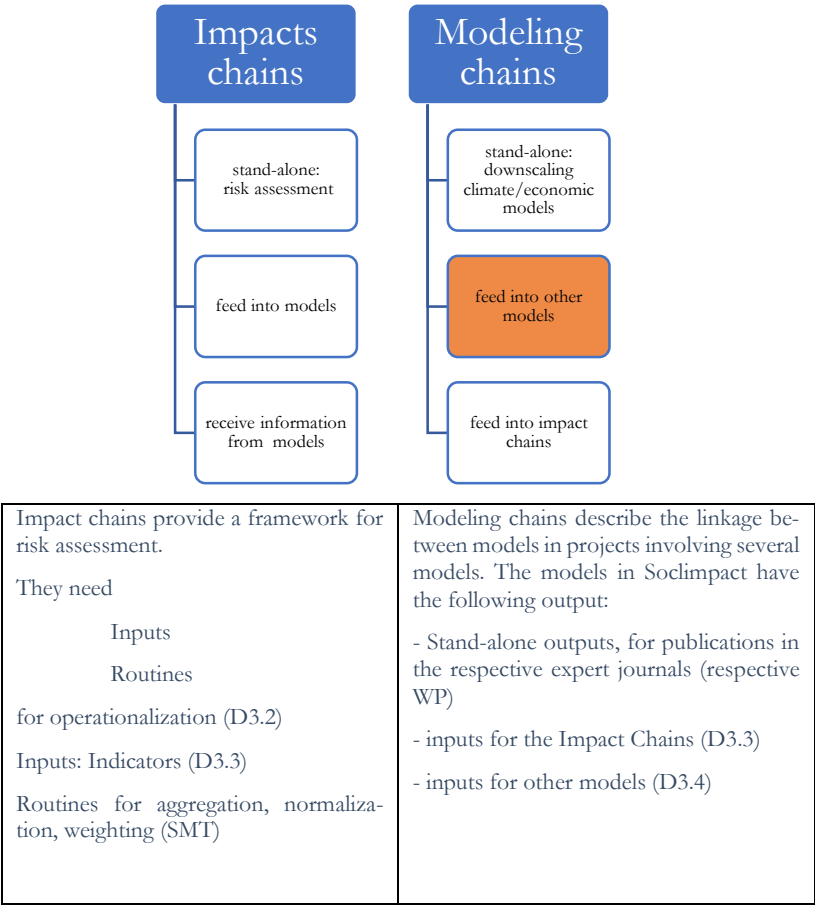 Impacts
chains
stand-alone:
risk assessment
feed into models
receive information
from models
Modeling
chains
stand-alone:
downscaling
climate/economic
models
feed into other
models
feed into impact
chains
Impact chains provide a framework for
risk assessment.
They need
Inputs
Routines
for operationalization (D3.2)
Inputs: Indicators (D3.3)
Routines for aggregation, normaliza-
tion, weighting (SMT)
Modeling chains describe the linkage be-
tween models in projects involving several
models. The models in Soclimpact have
the following output:
- Stand-alone outputs, for publications in
the respective expert journals (respective
WP)
- inputs for the Impact Chains (D3.3)
- inputs for other models (D3.4)